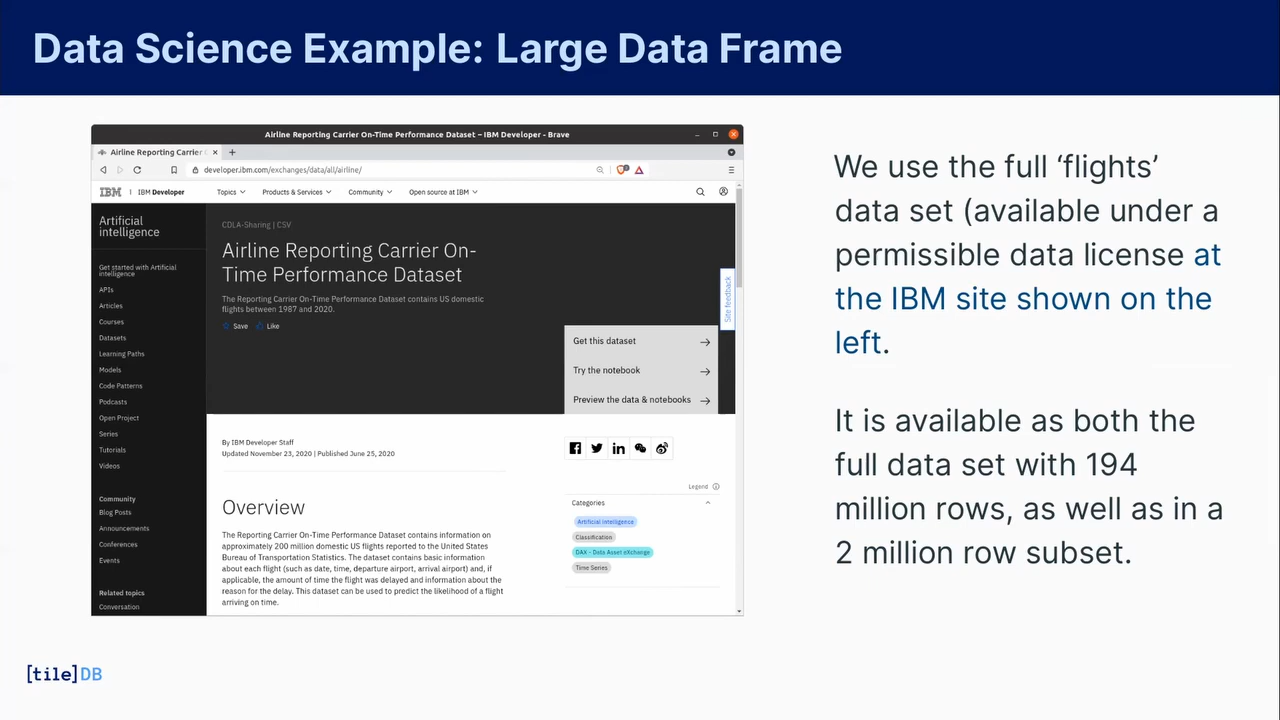 Data Science Example: Large Data Frame
Airline Reporting Carrier On-Time Performance Dataset – IBM Developer - Brave
Airline Reporting Carrier
developer.ibm.com/exchanges/data/all/airline/
IBM
IBM Developer
Topics
Products & Services
Community
Open source at IBM
Artificial
intelligence
Get started with Artificial
intelligence
APIs
Articles
Courses
Datasets
Learning Paths
Models
Code Patterns
Podcasts
Open Project
Series
Tutorials
Videos
Community
Blog Posts
Announcements
Conferences
Events
Related topics
Conversation
CDLA-Sharing | CSV
Airline Reporting Carrier On-
Time Performance Dataset
The Reporting Carrier On-Time Performance Dataset contains US domestic
flights between 1987 and 2020.
Save
Like
Site feedback
Get this dataset
Try the notebook
Preview the data & notebooks
By IBM Developer Staff
Updated November 23, 2020 | Published June 25, 2020
Overview
The Reporting Carrier On-Time Performance Dataset contains information on
approximately 200 million domestic US flights reported to the United States
Bureau of Transportation Statistics. The dataset contains basic information
about each flight (such as date, time, departure airport, arrival airport) and, if
applicable, the amount of time the flight was delayed and information about the
reason for the delay. This dataset can be used to predict the likelihood of a flight
arriving on time.
Legend
Categories
Artificial intelligence
Classification
DAX - Data Asset eXchange
Time Series
We use the full ‘flights’
data set (available under a
permissible data license at
the IBM site shown on the
left.
It is available as both the
full data set with 194
million rows, as well as in a
2 million row subset.
[tile]DB